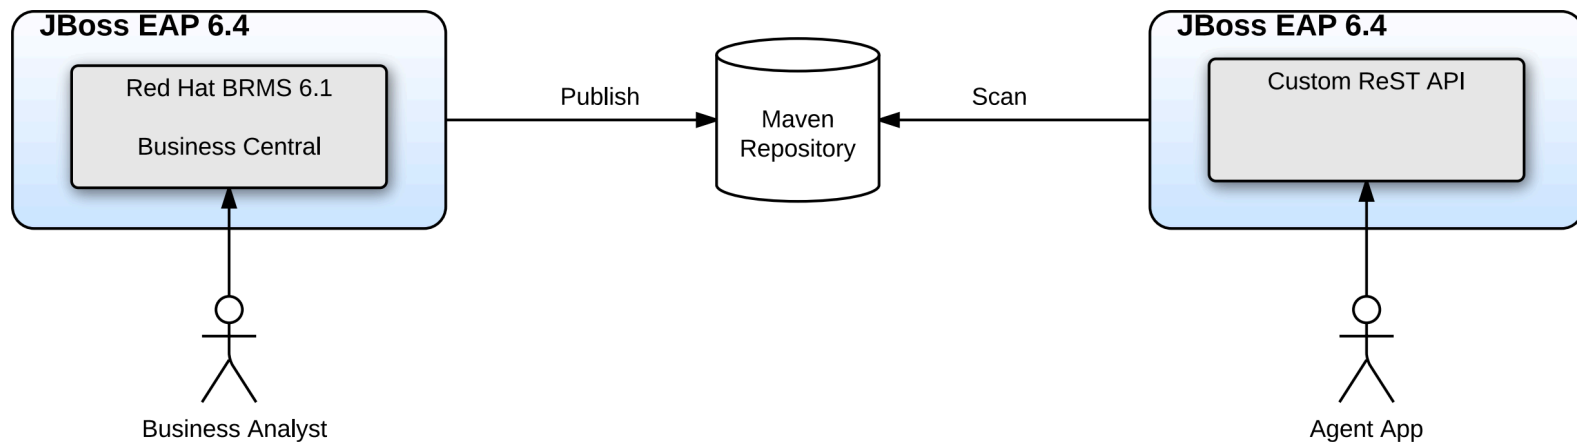 JBoss EAP 6.4
Red Hat BRMS 6.1
Business Central
Business Analyst
Publish
Maven
Repository
Scan
JBoss EAP 6.4
Custom ReST API
Agent App